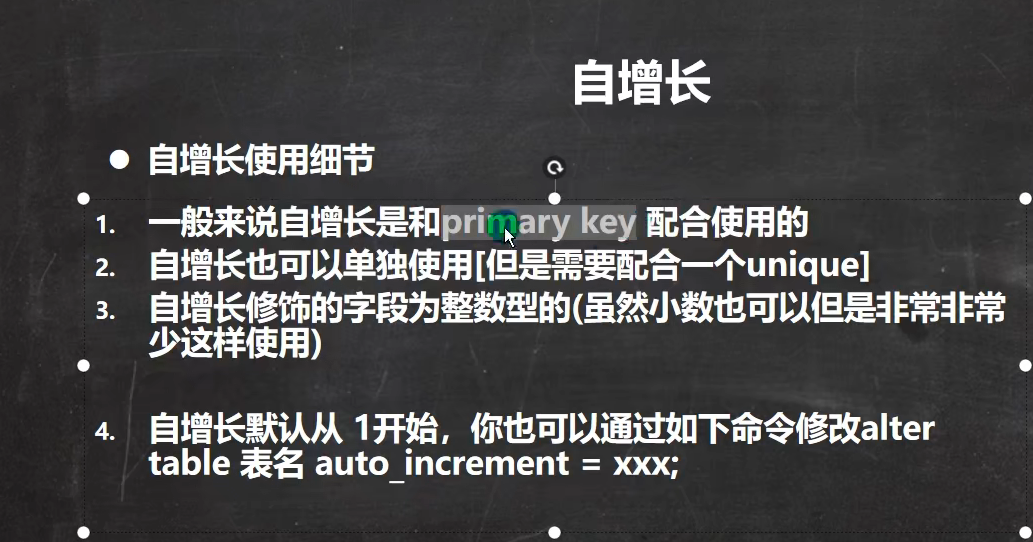 自增长
● 自增长使用细节
1. 一般来说自增长是和primary key 配合使用的
2. 自增长也可以单独使用[但是需要配合一个unique]
3. 自增长修饰的字段为整数型的(虽然小数也可以但是非常非常
少这样使用)
4. 自增长默认从 1开始，你也可以通过如下命令修改alter
table 表名 auto_increment = xxx;